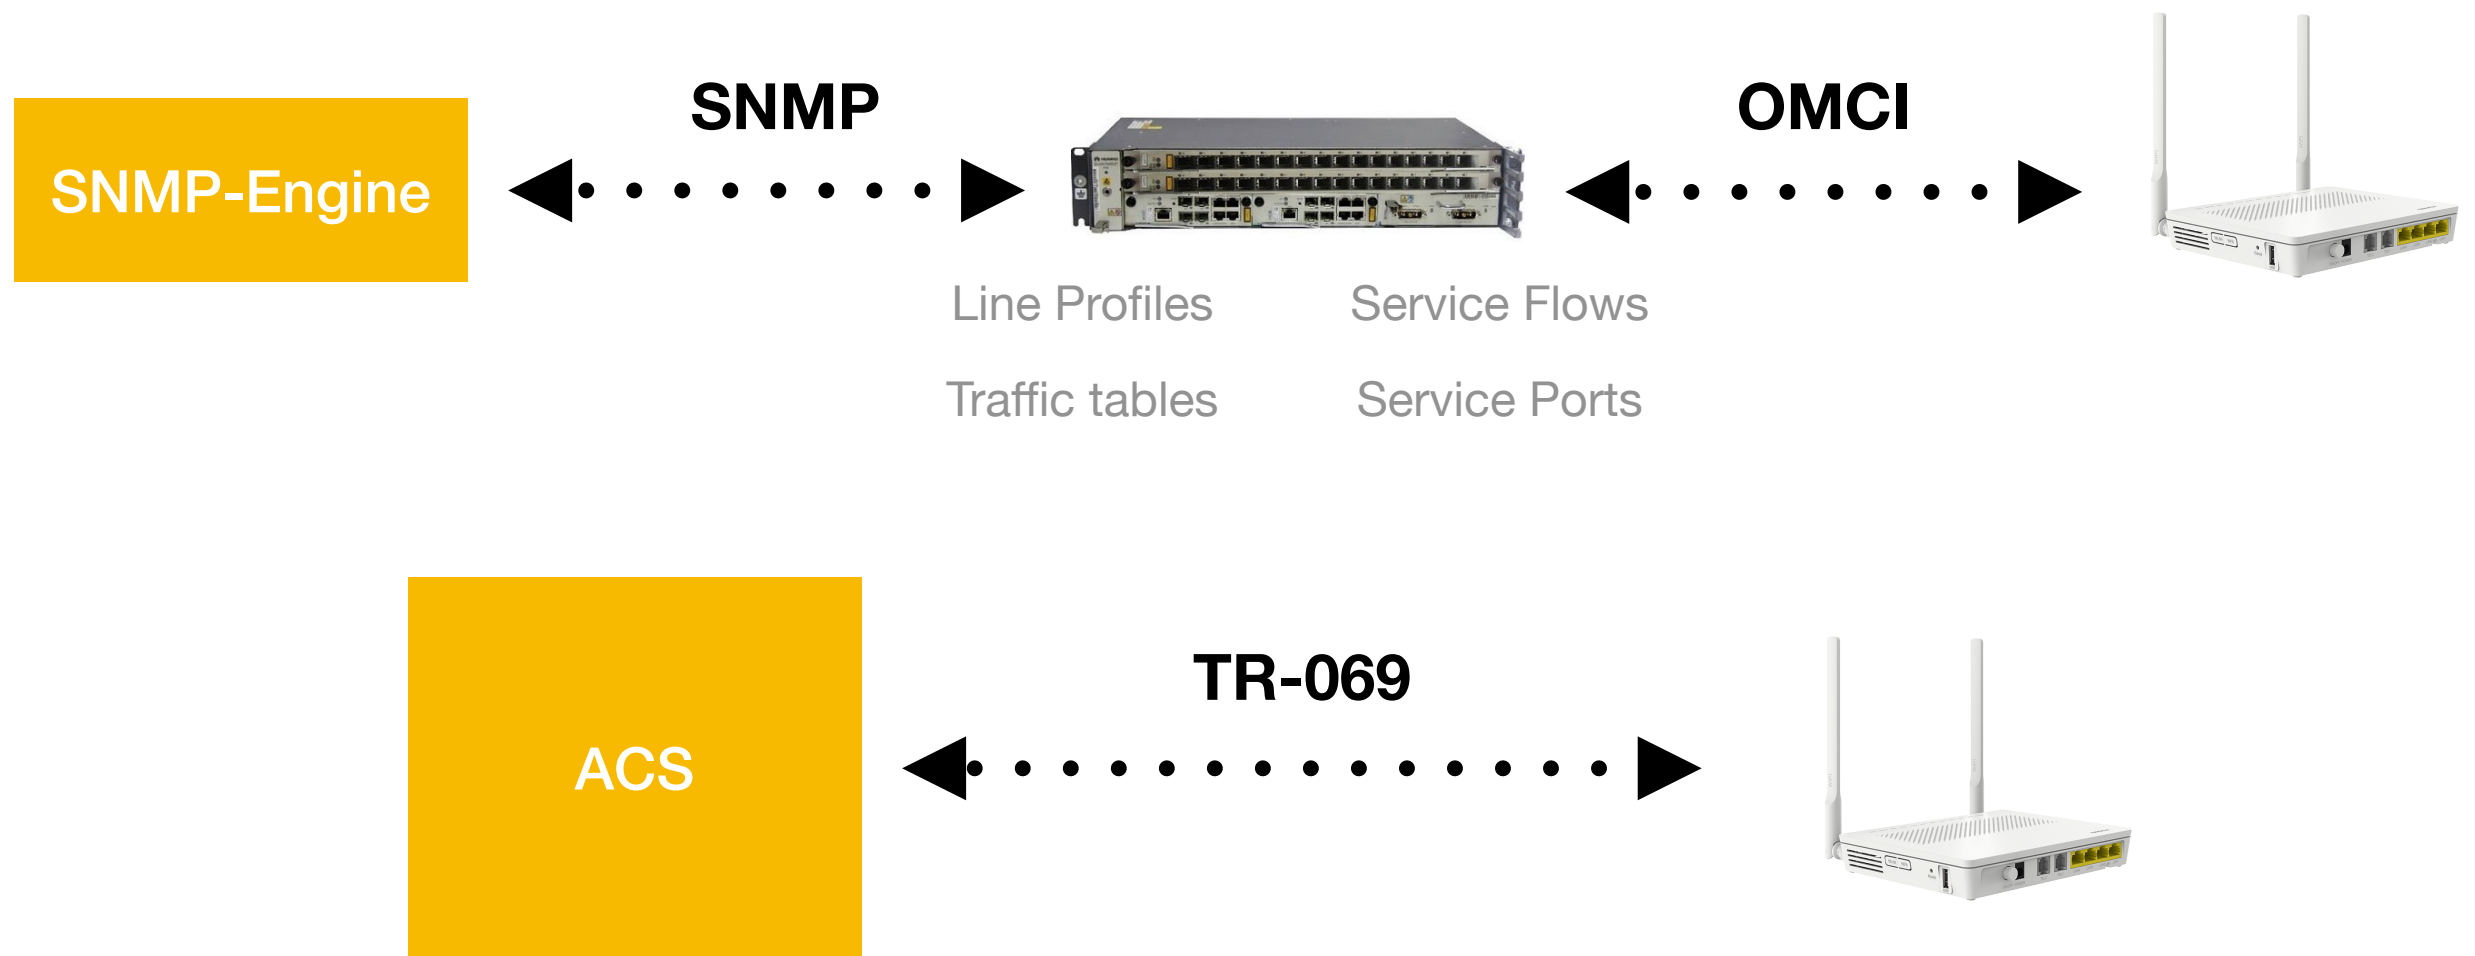 SNMP
OMCI
SNMP-Engine
Line Profiles
Service Flows
Traffic tables
Service Ports
TR-069
ACS